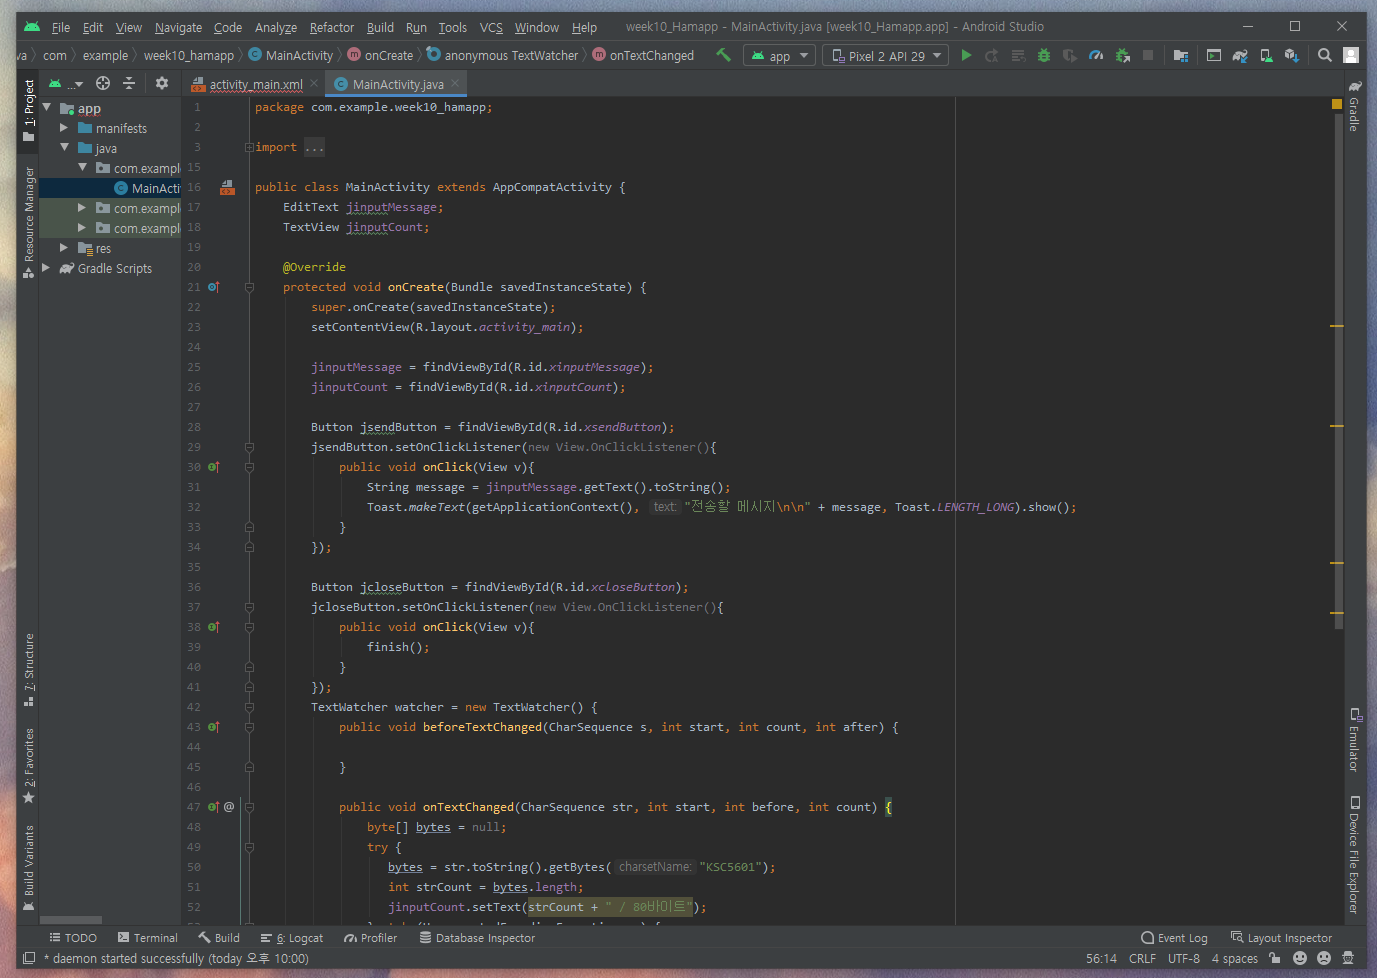 File Edit View Navigate Code Analyze Refactor Build Run Tools VCS Window Help week10_Hamapp - MainActivity.java [week10_Hamapp.app] - Android Studio
va com example week10_hamapp MainActivity onCreate anonymous TextWatcher onTextChanged app Pixel 2 API 29
... activity_main.xml MainActivity.java
1: Project
Resource Manager
7: Structure
2: Favorites
Build Variants
app
manifests
java
com.exampl
MainActi
com.exampl
com.exampl
res
Gradle Scripts
1 package com.example.week10_hamapp;
2
3 import ...
15
16 public class MainActivity extends AppCompatActivity {
17 EditText jinputMessage;
18 TextView jinputCount;
19
20 @Override
21 protected void onCreate(Bundle savedInstanceState) {
22 super.onCreate(savedInstanceState);
23 setContentView(R.layout.activity_main);
24
25 jinputMessage = findViewById(R.id.xinputMessage);
26 jinputCount = findViewById(R.id.xinputCount);
27
28 Button jsendButton = findViewById(R.id.xsendButton);
29 jsendButton.setOnClickListener(new View.OnClickListener(){
30 public void onClick(View v){
31 String message = jinputMessage.getText().toString();
32 Toast.makeText(getApplicationContext(), text: "전송할 메시지\n\n" + message, Toast.LENGTH_LONG).show();
33 }
34 });
35
36 Button jcloseButton = findViewById(R.id.xcloseButton);
37 jcloseButton.setOnClickListener(new View.OnClickListener(){
38 public void onClick(View v){
39 finish();
40 }
41 });
42 TextWatcher watcher = new TextWatcher() {
43 public void beforeTextChanged(CharSequence s, int start, int count, int after) {
44
45 }
46
47 @ public void onTextChanged(CharSequence str, int start, int before, int count) {
48 byte[] bytes = null;
49 try {
50 bytes = str.toString().getBytes( charsetName: "KSC5601");
51 int strCount = bytes.length;
52 jinputCount.setText(strCount + " / 80바이트");
Gradle
Emulator
Device File Explorer
TODO Terminal Build 6: Logcat Profiler Database Inspector Event Log Layout Inspector
* daemon started successfully (today 오후 10:00) 56:14 CRLF UTF-8 4 spaces